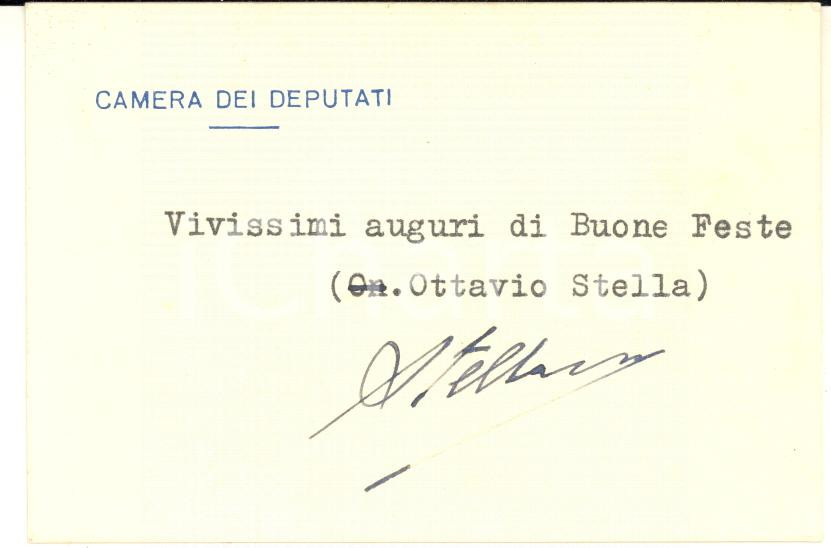 CAMERA DEI DEPUTATI
Vivissimi auguri di Buone Feste
(On.Ottavio Stella)
Stella